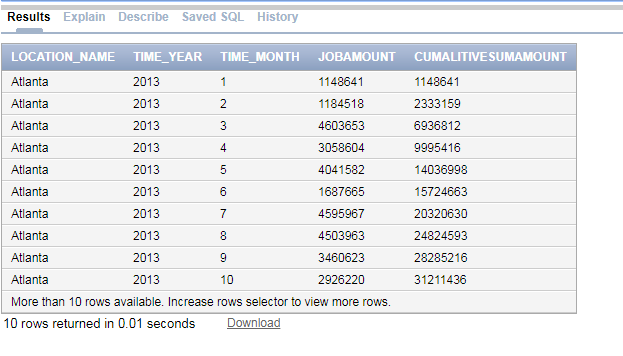 Results Explain Describe Saved SQL History
LOCATION_NAME TIME_YEAR TIME_MONTH JOBAMOUNT CUMALITIVESUMAMOUNT
Atlanta 2013 1 1148641 1148641
Atlanta 2013 2 1184518 2333159
Atlanta 2013 3 4603653 6936812
Atlanta 2013 4 3058604 9995416
Atlanta 2013 5 4041582 14036998
Atlanta 2013 6 1687665 15724663
Atlanta 2013 7 4595967 20320630
Atlanta 2013 8 4503963 24824593
Atlanta 2013 9 3460623 28285216
Atlanta 2013 10 2926220 31211436
More than 10 rows available. Increase rows selector to view more rows.
10 rows returned in 0.01 seconds Download